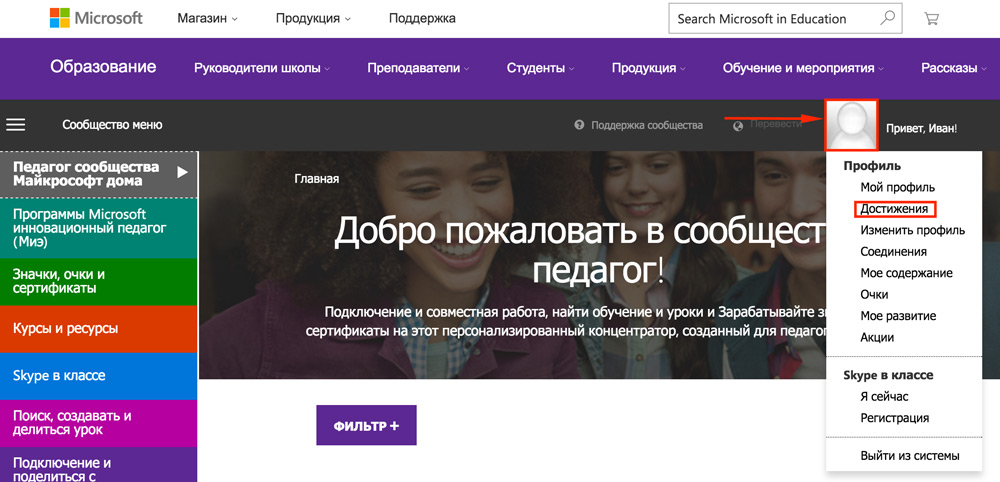 Microsoft
Магазин
Продукция
Поддержка
Search Microsoft in Education
Образование
Руководители школы
Преподаватели
Студенты
Продукция
Обучение и мероприятия
Рассказы
Сообщество меню
Поддержка сообщества
Перевести
Привет, Иван!
Педагог сообщества
Майкрософт дома
Программы Microsoft
инновационный педагог
(Миэ)
Значки, очки и
сертификаты
Курсы и ресурсы
Skype в классе
Поиск, создавать и
делиться урок
Подключение и
поделиться с
Главная
Добро пожаловать в сообщест
педагог!
Подключение и совместная работа, найти обучение и уроки и Зарабатывайте з
сертификаты на этот персонализированный концентратор, созданный для педагог
ФИЛЬТР +
Профиль
Мой профиль
Достижения
Изменить профиль
Соединения
Мое содержание
Очки
Мое развитие
Акции
Skype в классе
Я сейчас
Регистрация
Выйти из системы